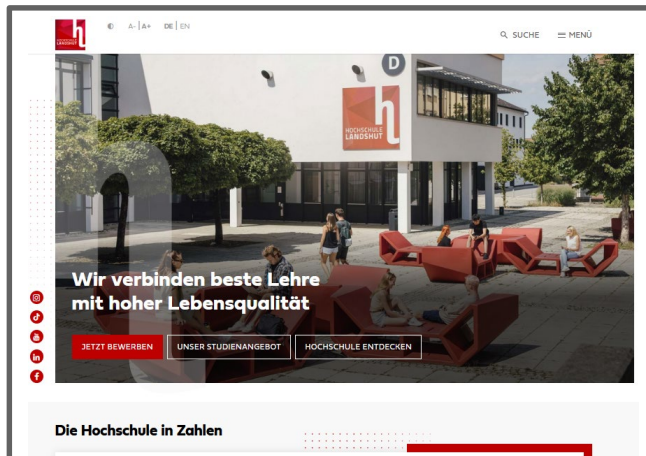 HOCHSCHULE
LANDSHUT
A- | A+ DE | EN
SUCHE
MENÜ
D
HOCHSCHULE
LANDSHUT
Wir verbinden beste Lehre
mit hoher Lebensqualität
JETZT BEWERBEN
UNSER STUDIENANGEBOT
HOCHSCHULE ENTDECKEN
Die Hochschule in Zahlen